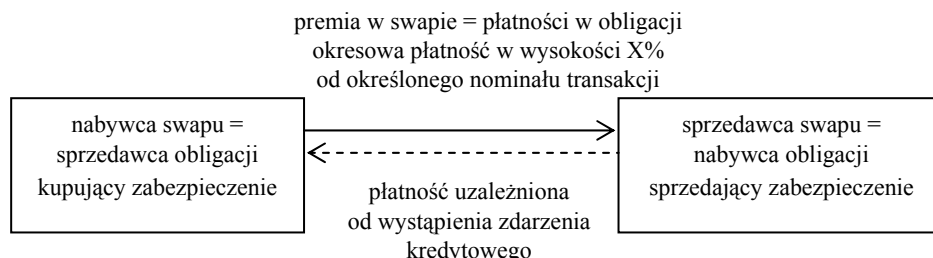 premia w swapie = płatności w obligacji
okresowa płatność w wysokości X%
od określonego nominału transakcji
nabywca swapu =
sprzedawca obligacji
kupujący zabezpieczenie
sprzedawca swapu =
nabywca obligacji
sprzedający zabezpieczenie
płatność uzależniona
od wystąpienia zdarzenia
kredytowego